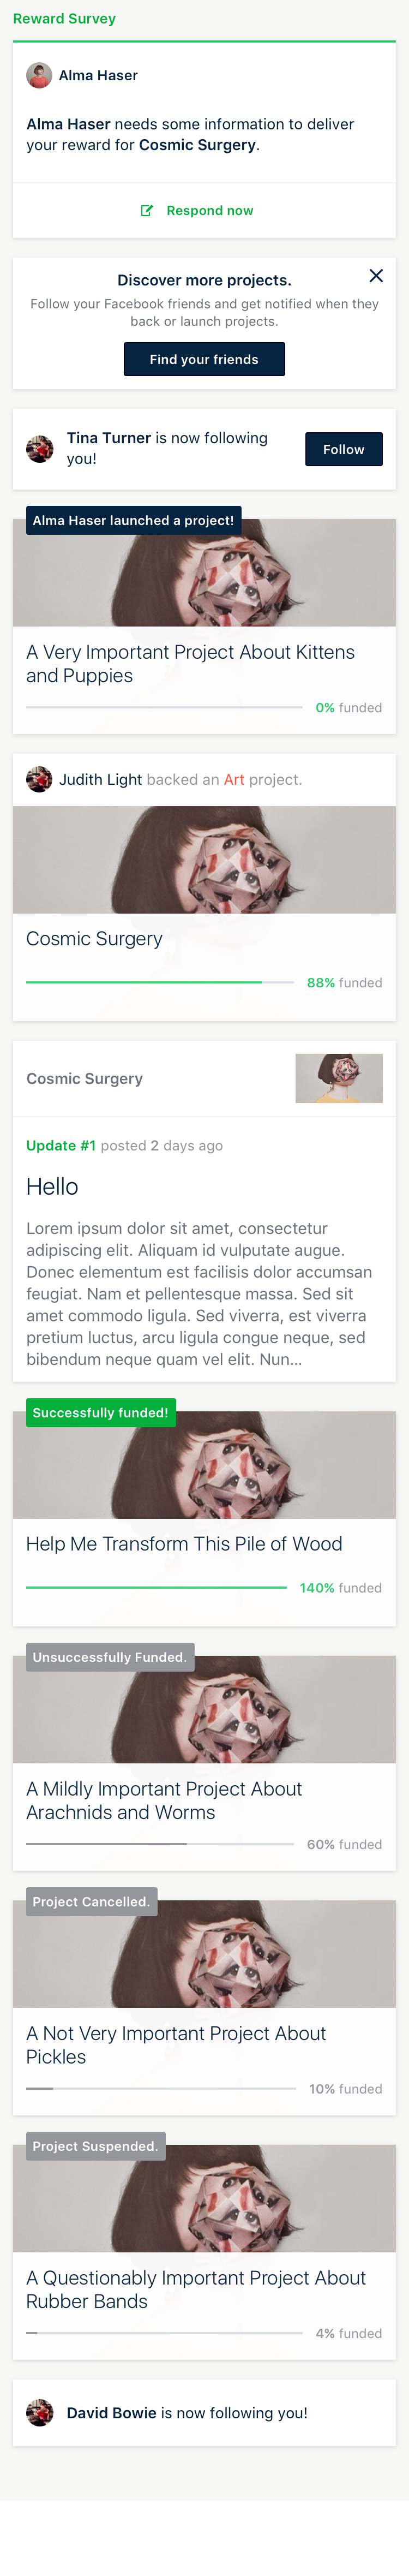 Reward Survey
Alma Haser
Alma Haser needs some information to deliver
your reward for Cosmic Surgery.
Respond now
Discover more projects.
Follow your Facebook friends and get notified when they
back or launch projects.
Find your friends
Tina Turner is now following
you!
Follow
Alma Haser launched a project!
A Very Important Project About Kittens
and Puppies
0% funded
Judith Light backed an Art project.
Cosmic Surgery
88% funded
Cosmic Surgery
Update #1 posted 2 days ago
Hello
Lorem ipsum dolor sit amet, consectetur
adipiscing elit. Aliquam id vulputate augue.
Donec elementum est facilisis dolor accumsan
feugiat. Nam et pellentesque massa. Sed sit
amet commodo ligula. Sed viverra, est viverra
pretium luctus, arcu ligula congue neque, sed
bibendum neque quam vel elit. Nun...
Successfully funded!
Help Me Transform This Pile of Wood
140% funded
Unsuccessfully Funded.
A Mildly Important Project About
Arachnids and Worms
60% funded
Project Cancelled.
A Not Very Important Project About
Pickles
10% funded
Project Suspended.
A Questionably Important Project About
Rubber Bands
4% funded
David Bowie is now following you!